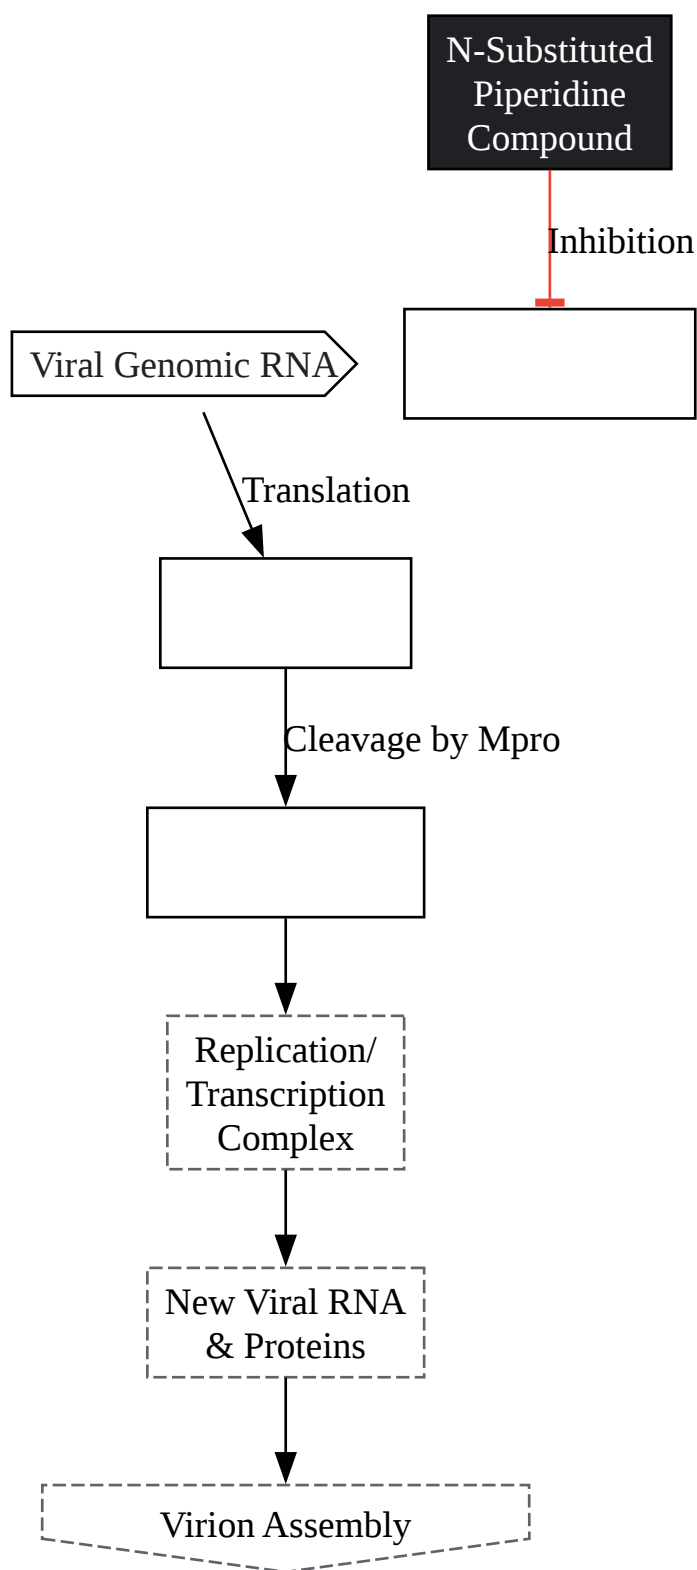 N-Substituted
Piperidine
Compound
Inhibition
Viral Genomic RNA
Translation
Cleavage by Mpro
Replication/
Transcription
Complex
New Viral RNA
& Proteins
Virion Assembly